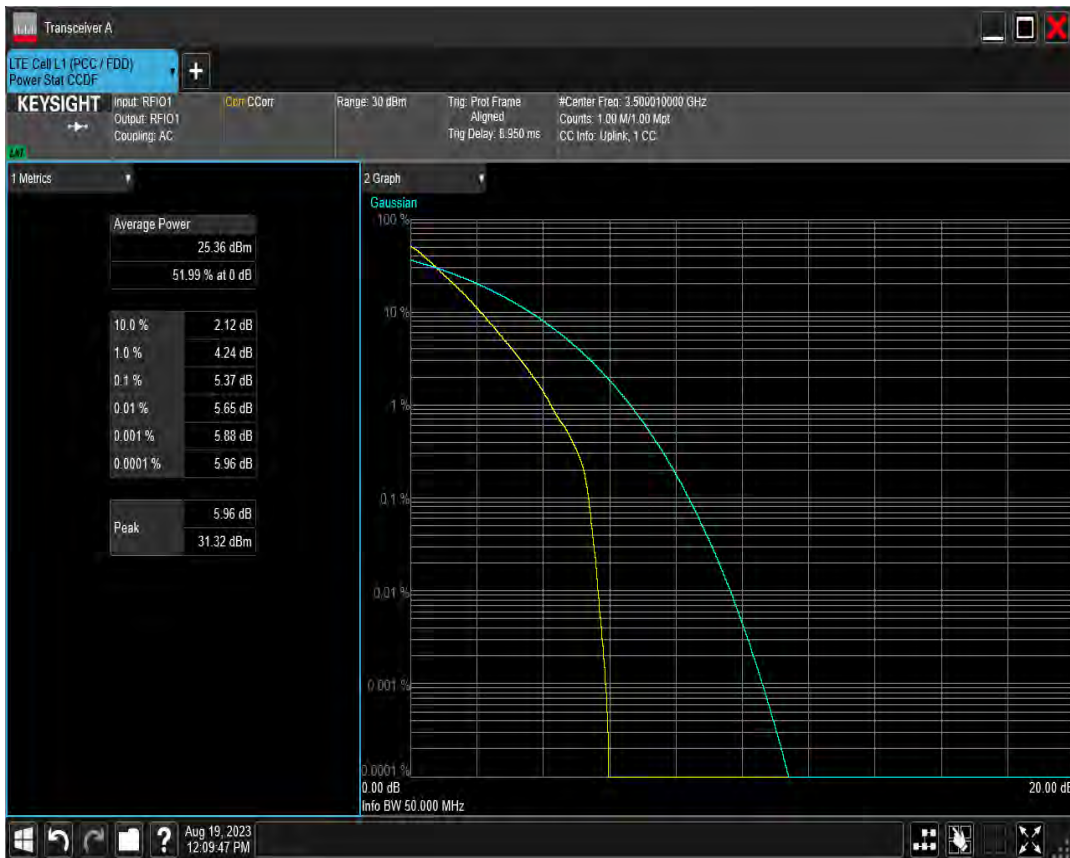 Transceiver A
LTE Cell L1 (PCC / FDD)
Power Stat CCDF
KEYSIGHT
Input: RFIO1
Output: RFIO1
Coupling: AC
Corr CCorr
Range: 30 dBm
Trig: Prot Frame
Aligned
Trig Delay: 8.950 ms
#Center Freq: 3.500010000 GHz
Counts: 1.00 M/1.00 Mpt
CC Info: Uplink, 1 CC
1 Metrics
Average Power
25.36 dBm
51.99 % at 0 dB
10.0 % 2.12 dB
1.0 % 4.24 dB
0.1 % 5.37 dB
0.01 % 5.65 dB
0.001 % 5.88 dB
0.0001 % 5.96 dB
Peak
5.96 dB
31.32 dBm
2 Graph
Gaussian
100 %
10 %
1 %
0.1 %
0.01 %
0.001 %
0.0001 %
0.00 dB
20.00 dB
Info BW 50.000 MHz
Aug 19, 2023
12:09:47 PM